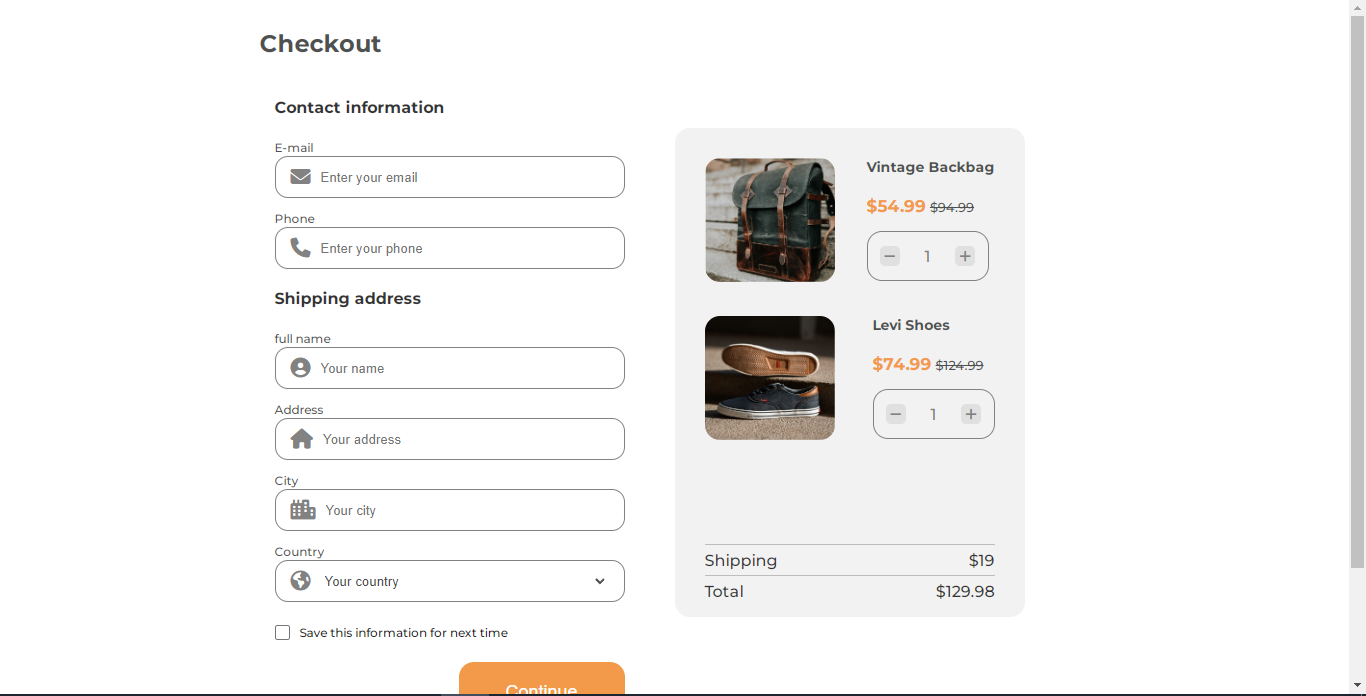 Checkout
Contact information
E-mail
Enter your email
Phone
Enter your phone
Shipping address
full name
Your name
Address
Your address
City
Your city
Country
Your country
Save this information for next time
Continue
Vintage Backbag
$54.99 $94.99
1
Levi Shoes
$74.99 $124.99
1
Shipping $19
Total $129.98